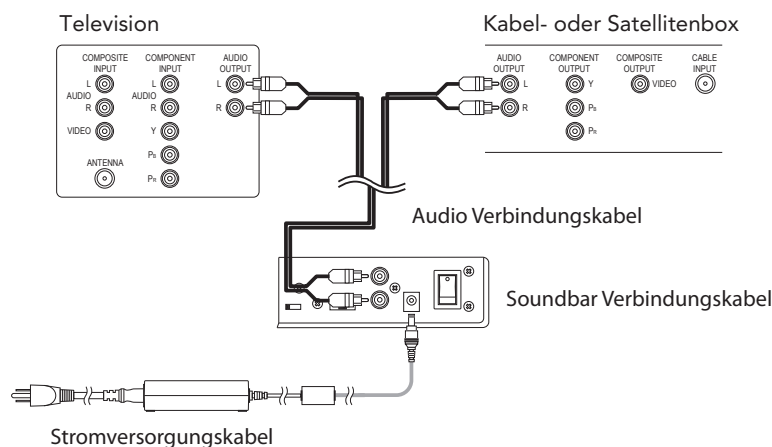 Television
Kabel- oder Satellitenbox
COMPOSITE INPUT
COMPONENT INPUT
AUDIO OUTPUT
L
AUDIO
R
VIDEO
ANTENNA
L
AUDIO
R
Y
PB
PR
L
R
AUDIO OUTPUT
COMPONENT OUTPUT
COMPOSITE OUTPUT
CABLE INPUT
L
R
Y
PB
PR
VIDEO
Audio Verbindungskabel
Soundbar Verbindungskabel
Stromversorgungskabel